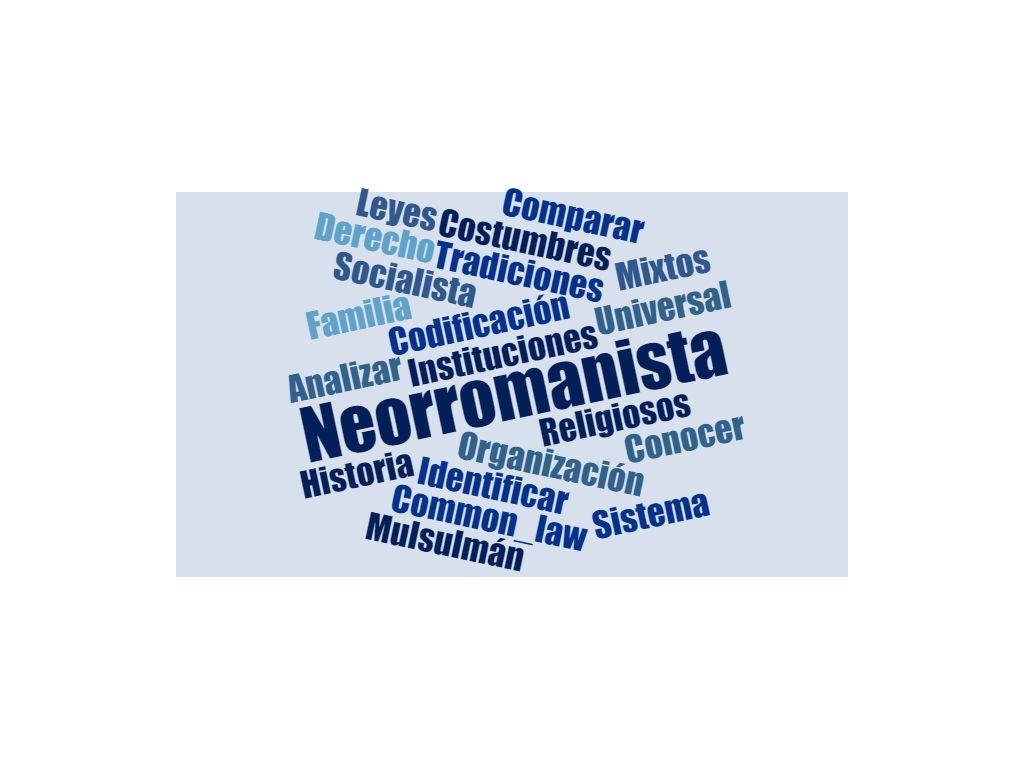 Leyes
Comparar
Costumbres
Derecho
Tradiciones
Socialista
Mixtos
Familia
Codificación
Universal
Instituciones
Analizar
Neorromanista
Religiosos
Conocer
Organización
Historia
Identificar
Common_law
Sistema
Mulsulmán